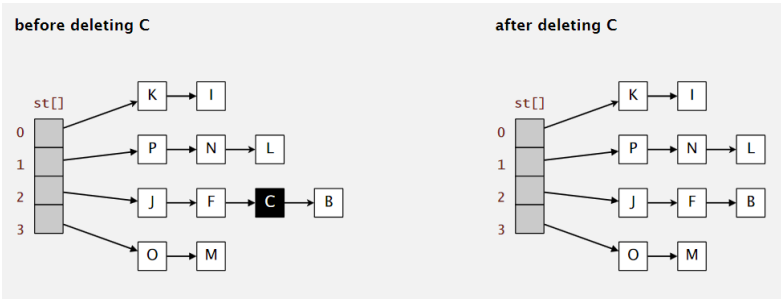 before deleting C
after deleting C
st[]
0
1
2
3
K I
P N L
J F C B
O M
st[]
0
1
2
3
K I
P N L
J F B
O M